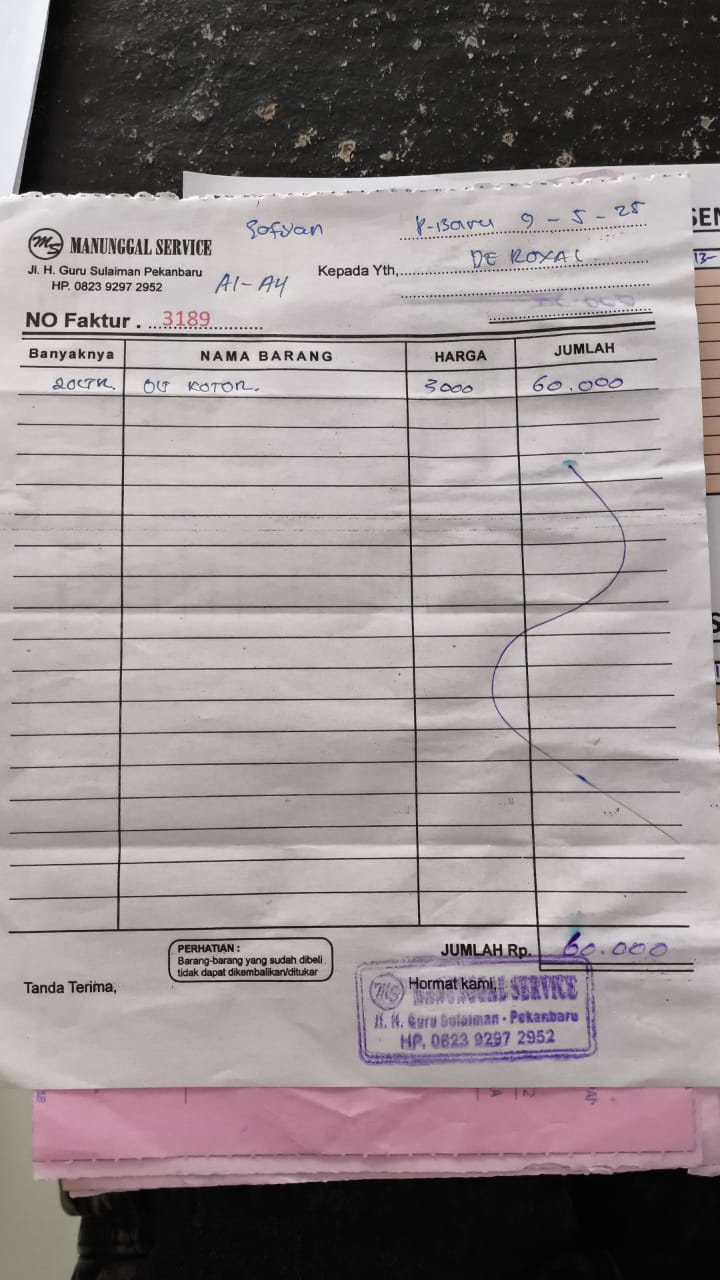 Sofyan
P-Baru 9 - 5 - 25
MS MANUNGGAL SERVICE
Jl. H. Guru Sulaiman Pekanbaru
HP. 0823 9297 2952
A1-A4
Kepada Yth, DE ROYAL
NO Faktur . 3189
Banyaknya NAMA BARANG HARGA JUMLAH
20 LTR. OLI KOTOR. 3000 60.000
PERHATIAN :
Barang-barang yang sudah dibeli
tidak dapat dikembalikan/ditukar
JUMLAH Rp. 60.000
Tanda Terima,
Hormat kami,
MS MANUNGGAL SERVICE
Jl. H. Guru Sulaiman - Pekanbaru
HP. 0823 9297 2952